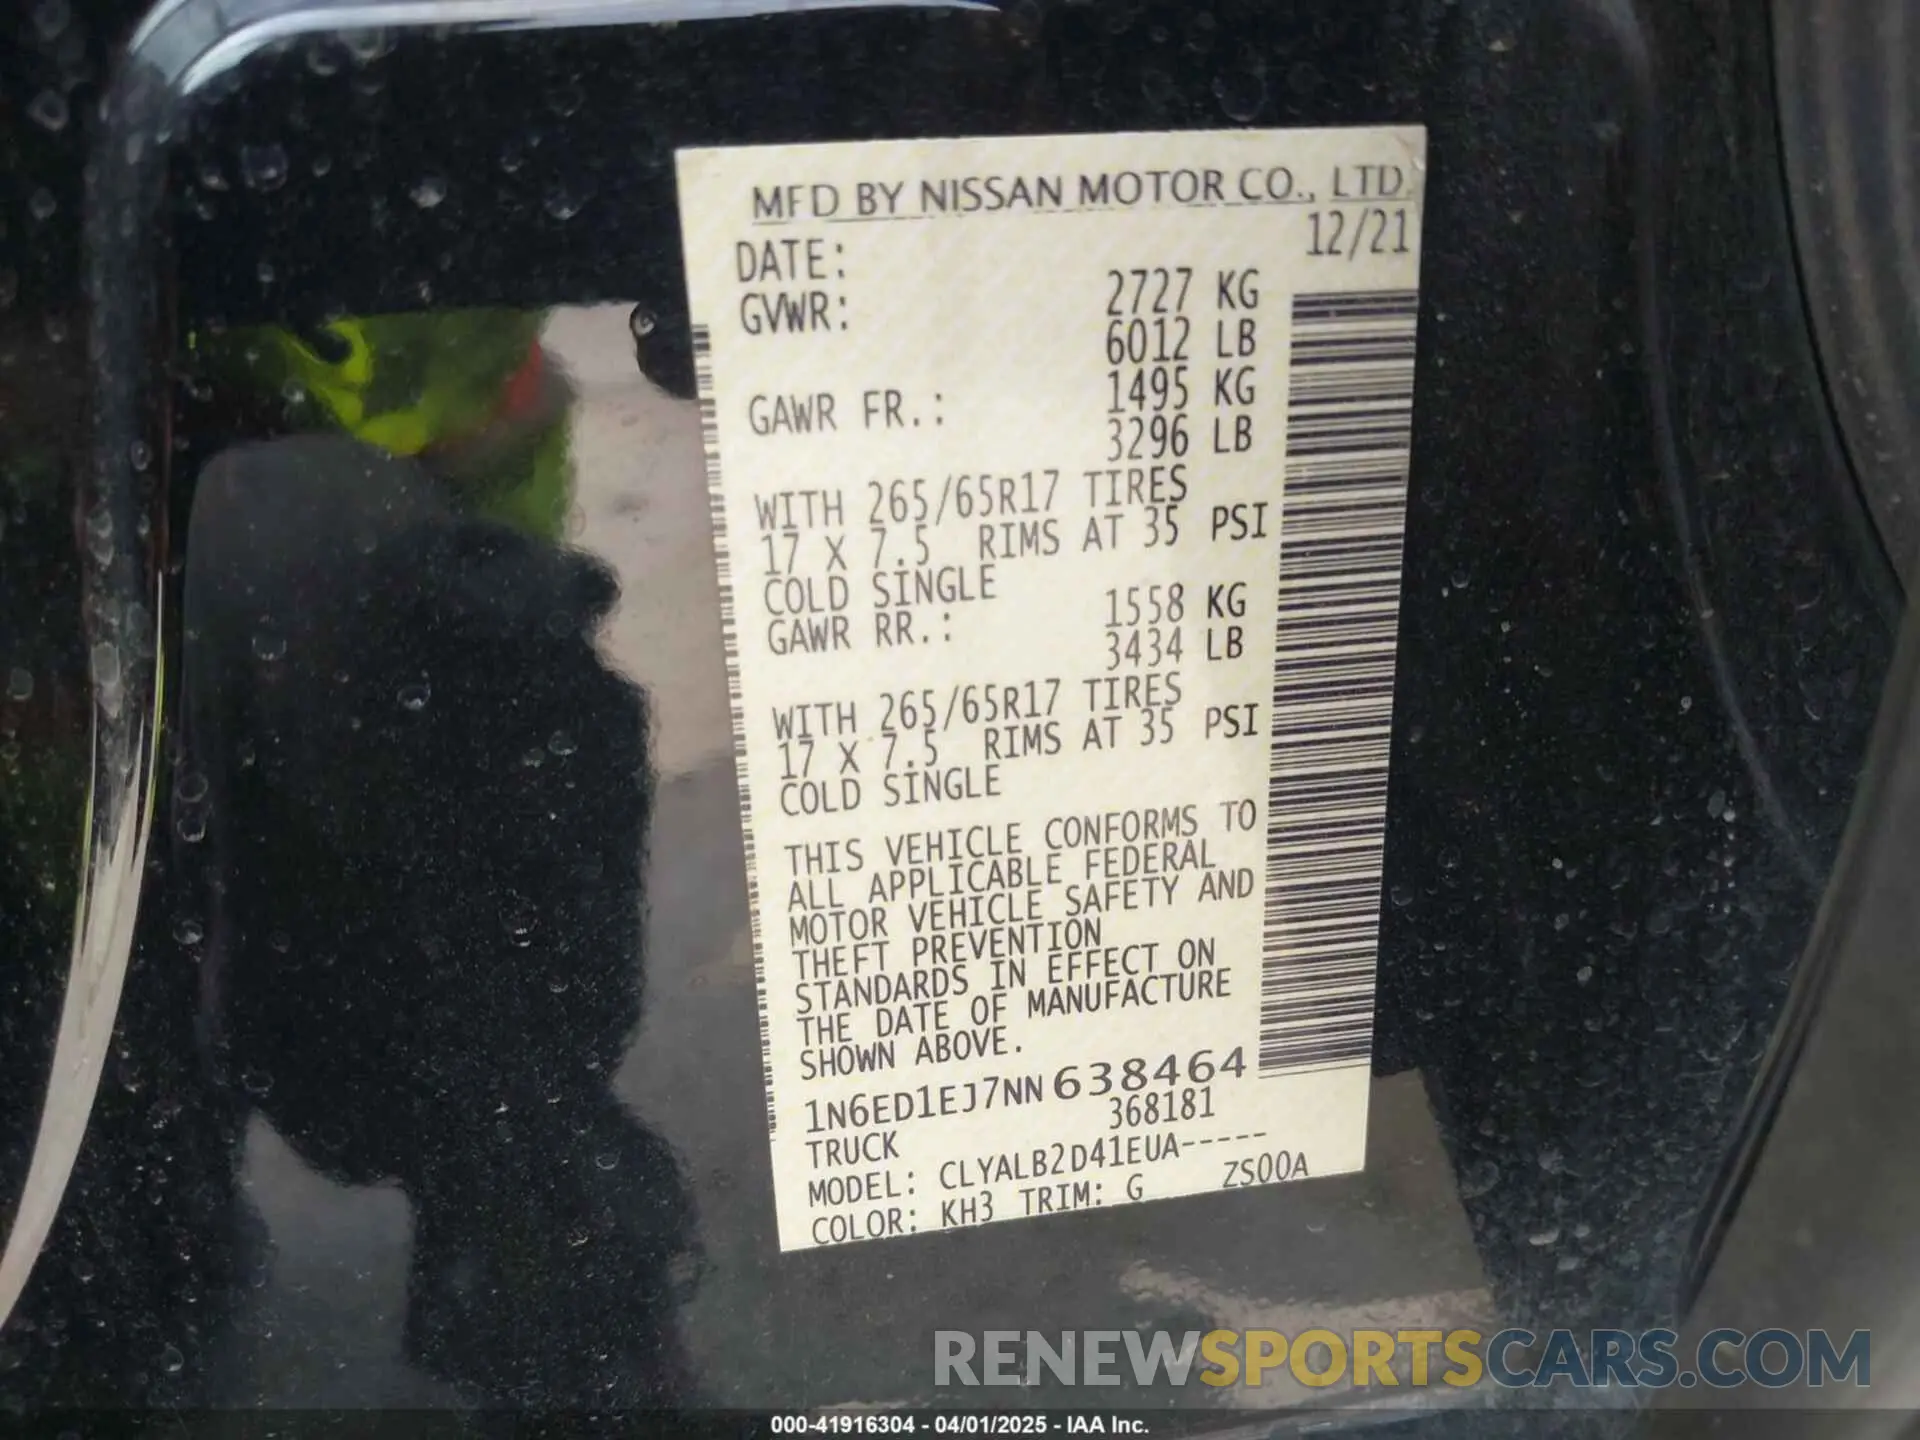 MFD BY NISSAN MOTOR CO., LTD.
DATE: 12/21
GVWR: 2727 KG
6012 LB
GAWR FR.: 1495 KG
3296 LB
WITH 265/65R17 TIRES
17 X 7.5 RIMS AT 35 PSI
COLD SINGLE
GAWR RR.: 1558 KG
3434 LB
WITH 265/65R17 TIRES
17 X 7.5 RIMS AT 35 PSI
COLD SINGLE
THIS VEHICLE CONFORMS TO
ALL APPLICABLE FEDERAL
MOTOR VEHICLE SAFETY AND
THEFT PREVENTION
STANDARDS IN EFFECT ON
THE DATE OF MANUFACTURE
SHOWN ABOVE.
1N6ED1EJ7NN638464
TRUCK 368181
MODEL: CLYALB2D41EUA-----
COLOR: KH3 TRIM: G ZS00A
RENEWSPORTSCARS.COM
000-41916304 - 04/01/2025 - IAA Inc.